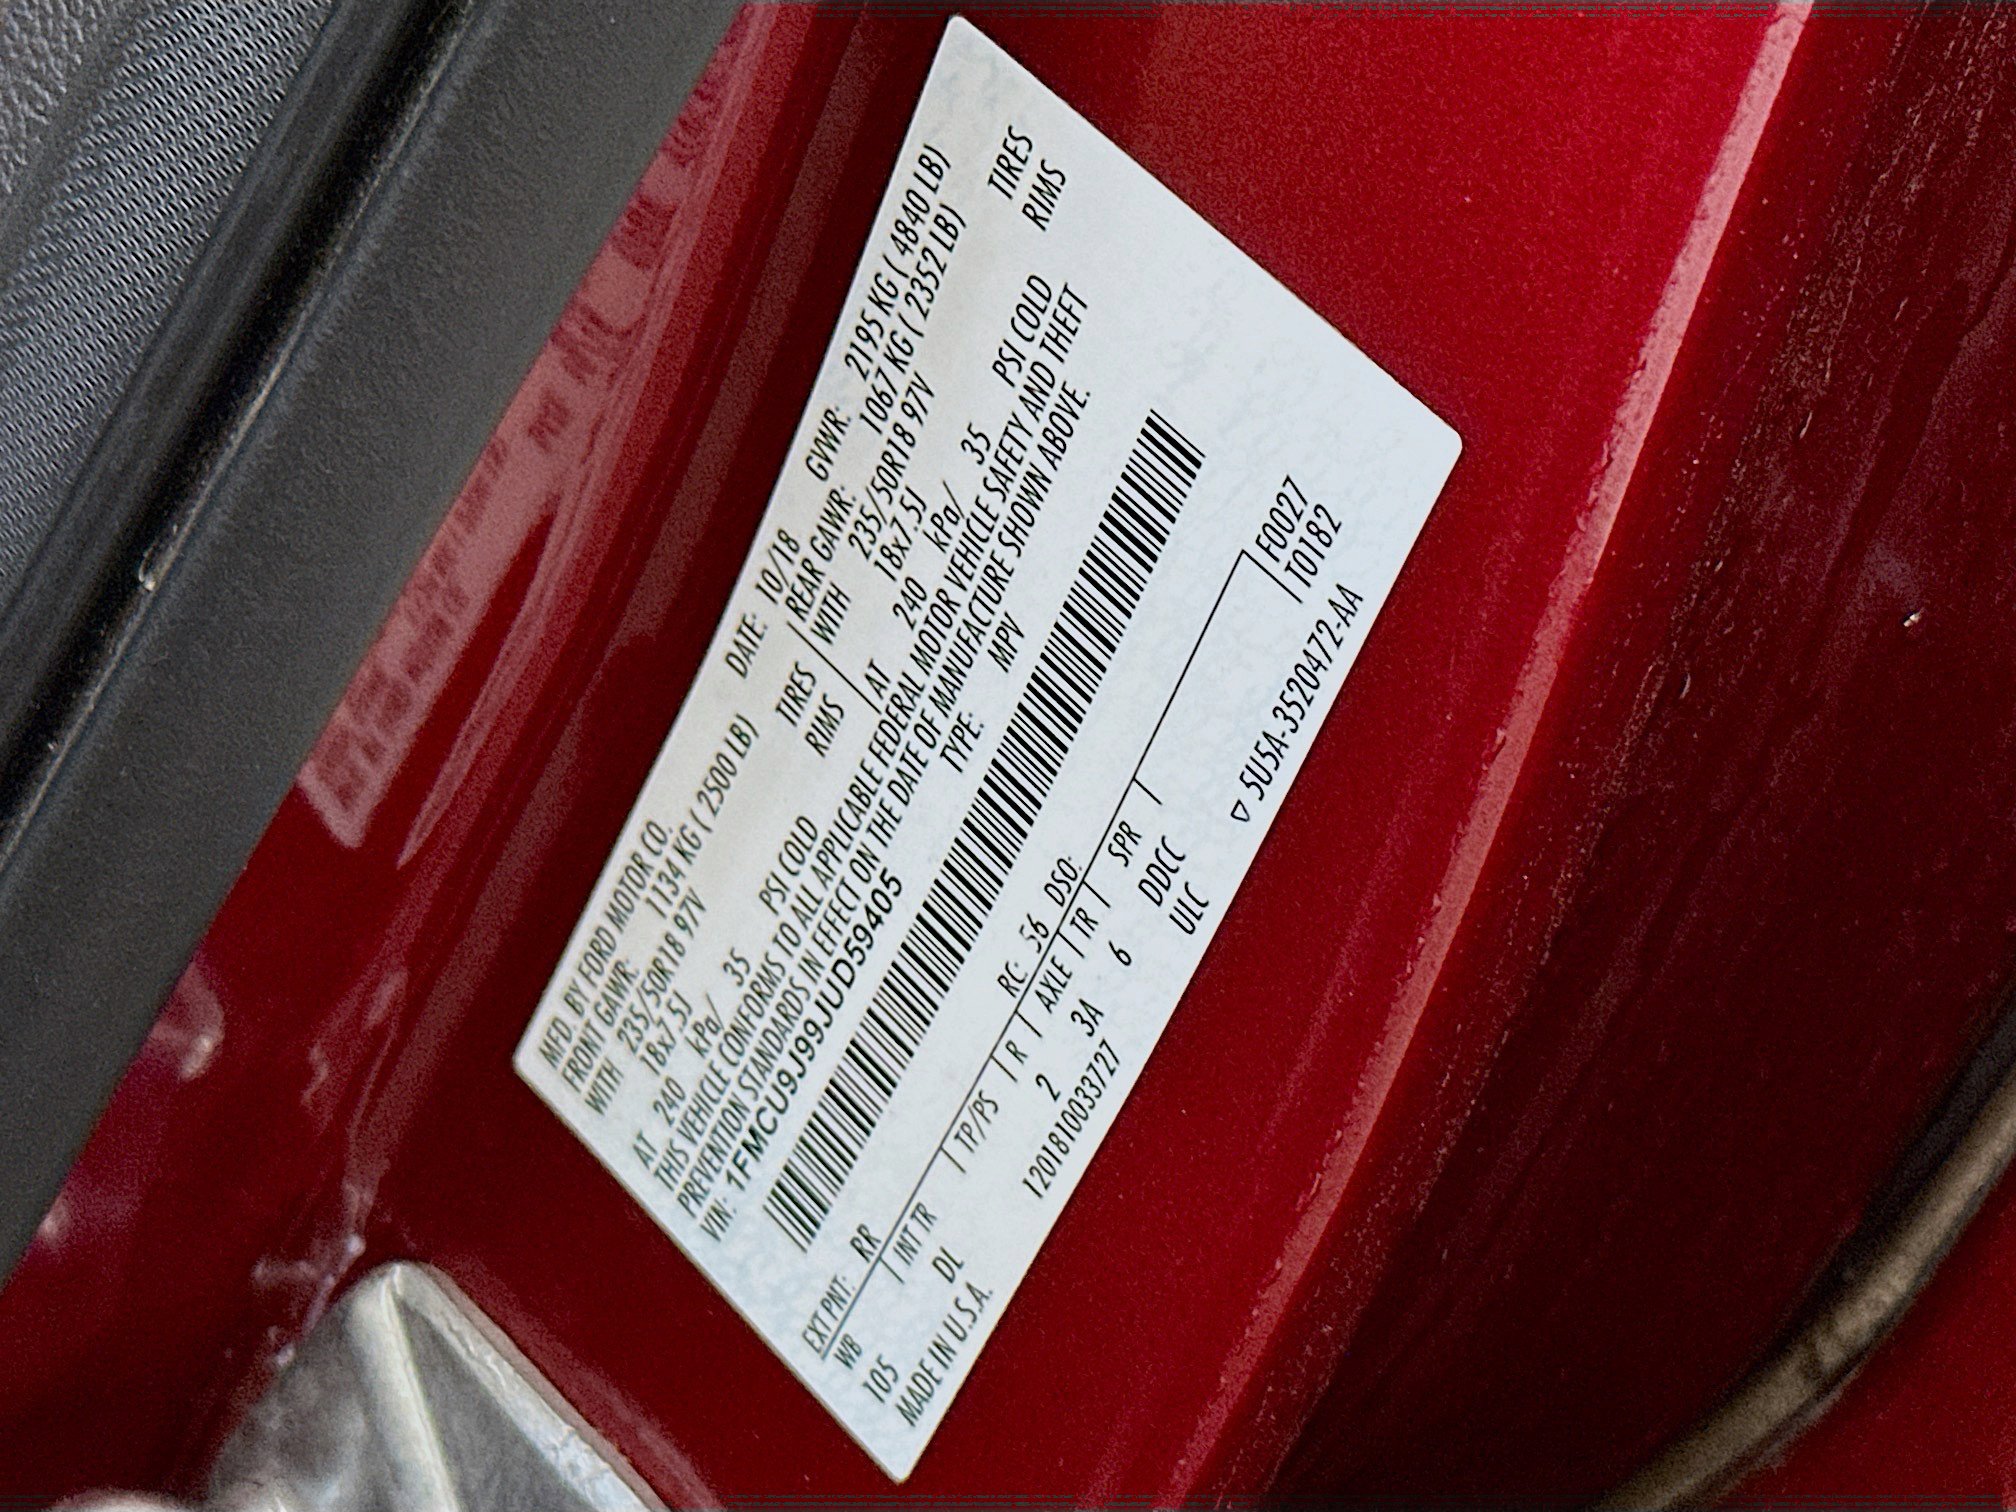 MFD. BY FORD MOTOR CO. DATE: 10/18 GVWR: 2195 KG ( 4840 LB)
FRONT GAWR: 1134 KG ( 2500 LB) REAR GAWR: 1067 KG ( 2352 LB)
WITH 235/50R18 97V TIRES WITH 235/50R18 97V TIRES
18x7.5J RIMS 18x7.5J RIMS
AT 240 kPa/ 35 PSI COLD AT 240 kPa/ 35 PSI COLD
THIS VEHICLE CONFORMS TO ALL APPLICABLE FEDERAL MOTOR VEHICLE SAFETY AND THEFT
PREVENTION STANDARDS IN EFFECT ON THE DATE OF MANUFACTURE SHOWN ABOVE.
VIN: 1FMCU9J99JUD59405 TYPE: MPV
EXT PNT: RR RC: 56 DSO:
WB INT TR TP/PS R AXLE TR SPR F0027
105 DL 2 3A 6 DDCC T0182
MADE IN U.S.A. 1201810033727 ULC
▽ 5U5A-3520472-AA